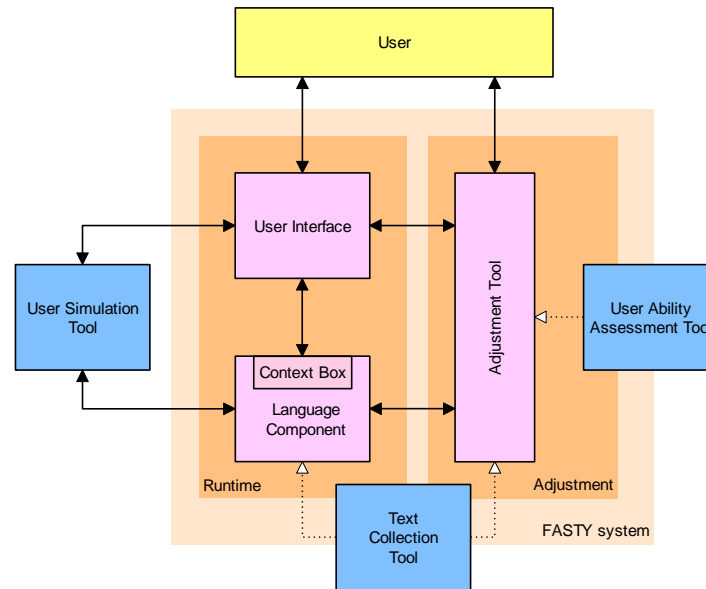 User
User Interface
Adjustment Tool
User Simulation
Tool
User Ability
Assessment Tool
Context Box
Language
Component
Runtime
Adjustment
Text
Collection
Tool
FASTY system